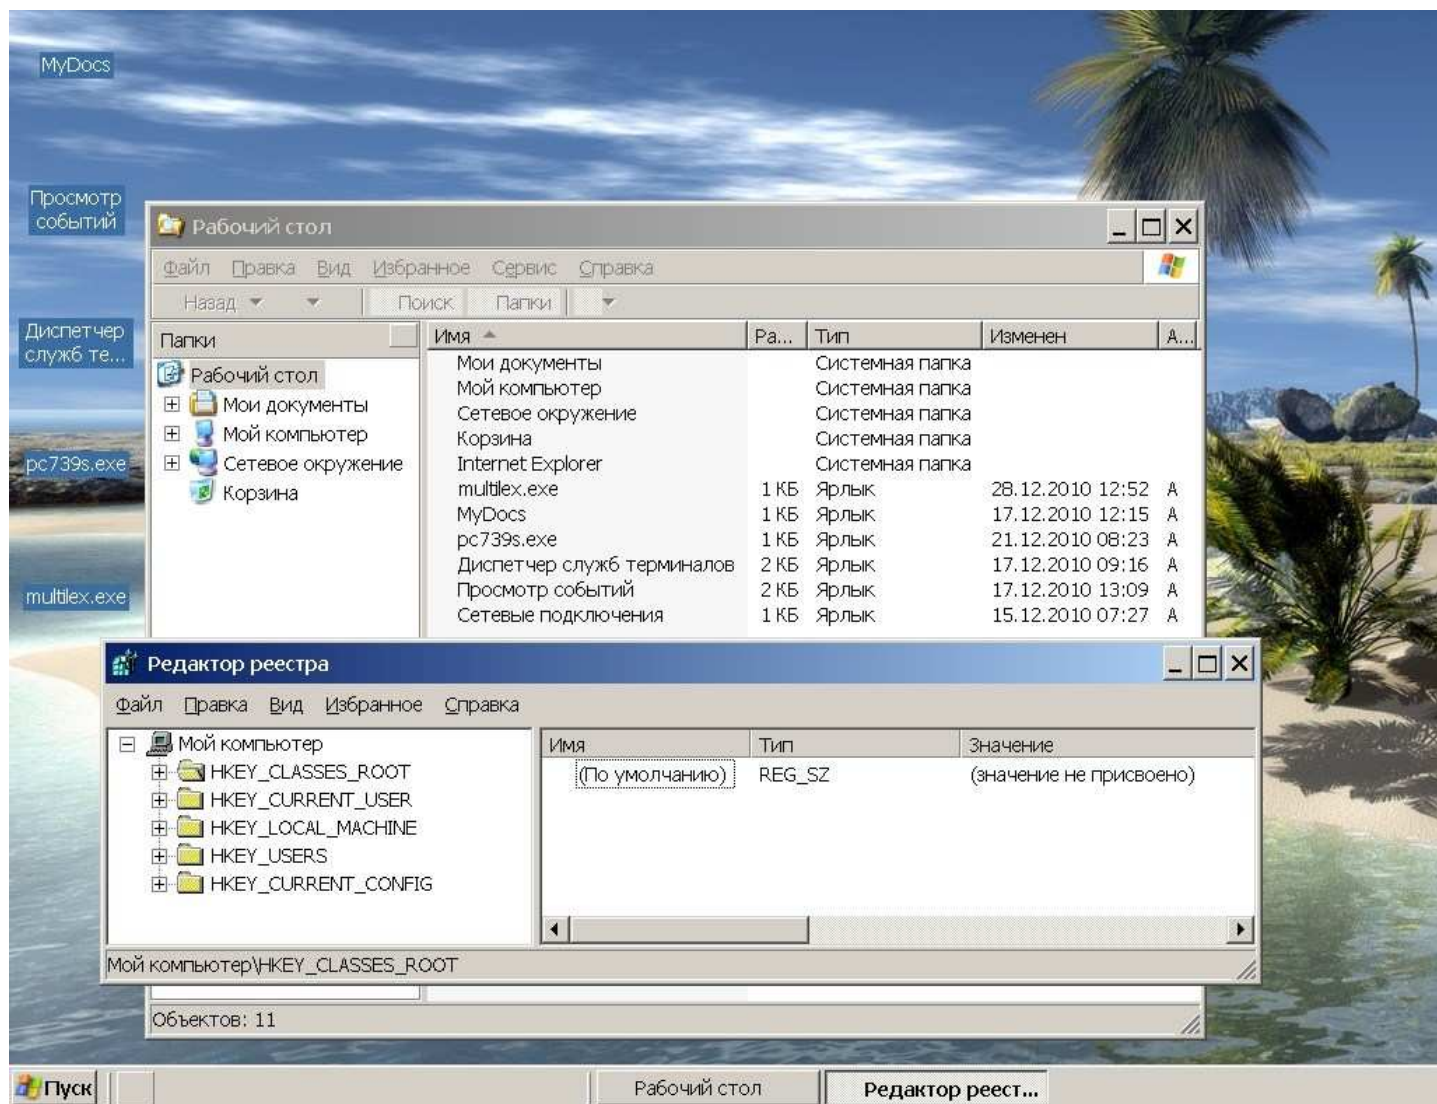 MyDocs
Просмотр
событий
Диспетчер
служб те...
pc739s.exe
multilex.exe
Рабочий стол
Файл Правка Вид Избранное Сервис Справка
Назад Поиск Папки
Папки
Рабочий стол
Мои документы
Мой компьютер
Сетевое окружение
Корзина
Имя Ра... Тип Изменен А...
Мои документы Системная папка
Мой компьютер Системная папка
Сетевое окружение Системная папка
Корзина Системная папка
Internet Explorer Системная папка
multilex.exe 1 КБ Ярлык 28.12.2010 12:52 A
MyDocs 1 КБ Ярлык 17.12.2010 12:15 A
pc739s.exe 1 КБ Ярлык 21.12.2010 08:23 A
Диспетчер служб терминалов 2 КБ Ярлык 17.12.2010 09:16 A
Просмотр событий 2 КБ Ярлык 17.12.2010 13:09 A
Сетевые подключения 1 КБ Ярлык 15.12.2010 07:27 A
Редактор реестра
Файл Правка Вид Избранное Справка
Мой компьютер
HKEY_CLASSES_ROOT
HKEY_CURRENT_USER
HKEY_LOCAL_MACHINE
HKEY_USERS
HKEY_CURRENT_CONFIG
Имя Тип Значение
(По умолчанию) REG_SZ (значение не присвоено)
Мой компьютер\HKEY_CLASSES_ROOT
Объектов: 11
Пуск Рабочий стол Редактор реест...